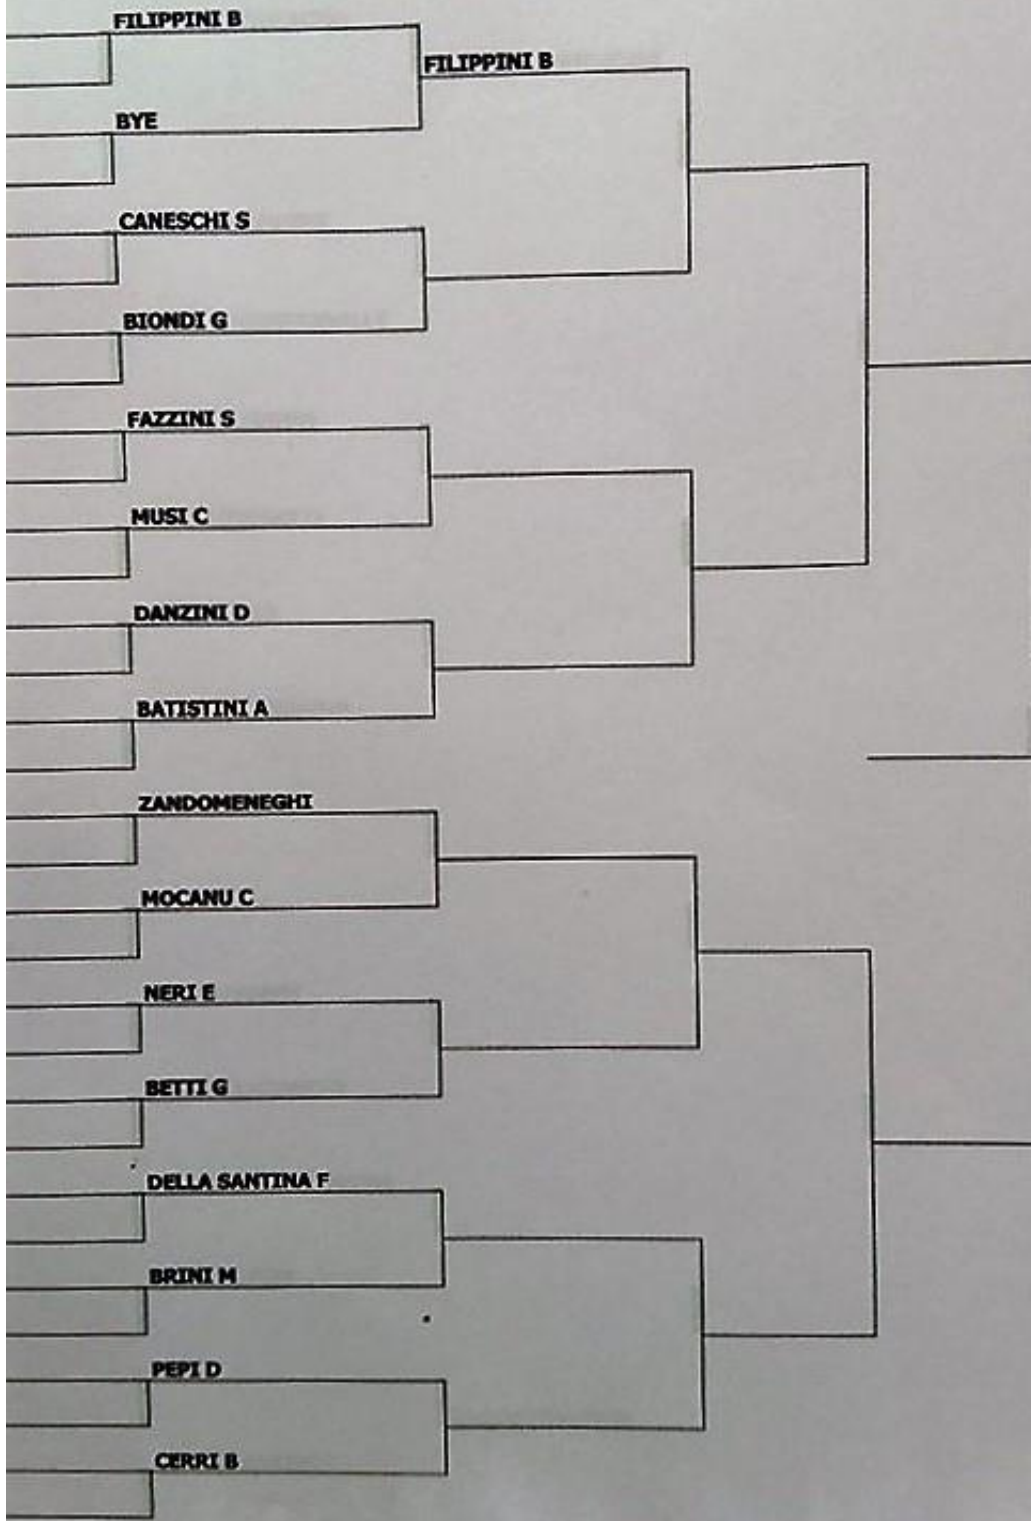 FILIPPINI B
FILIPPINI B
BYE
CANESCHI S
BIONDI G
FAZZINI S
MUSI C
DANZINI D
BATISTINI A
ZANDOMENEGHI
MOCANU C
NERI E
BETTI G
DELLA SANTINA F
BRINI M
PEPI D
CERRI B